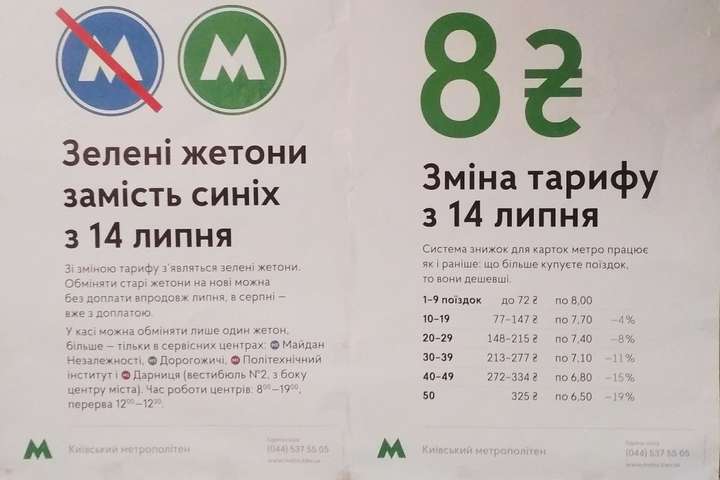 Зелені жетони
замість синіх
з 14 липня
Зі зміною тарифу з'являться зелені жетони.
Обміняти старі жетони на нові можна
без доплати впродовж липня, в серпні –
вже з доплатою.
У касі можна обміняти лише один жетон,
більше – тільки в сервісних центрах: Майдан
Незалежності, Дорогожичі, Політехнічний
інститут і Дарниця (вестибюль №2, з боку
центру міста). Час роботи центрів: 8⁰⁰–19⁰⁰,
перерва 12⁰⁰–12³⁰.
Київський метрополітен
(044) 537 55 05
8 ₴
Зміна тарифу
з 14 липня
Система знижок для карток метро працює
як і раніше: що більше купуєте поїздок,
то вони дешевші.
1–9 поїздок до 72 ₴ по 8,00
10–19 77–147 ₴ по 7,70 –4%
20–29 148–215 ₴ по 7,40 –8%
30–39 213–277 ₴ по 7,10 –11%
40–49 272–334 ₴ по 6,80 –15%
50 325 ₴ по 6,50 –19%
Київський метрополітен
(044) 537 55 05